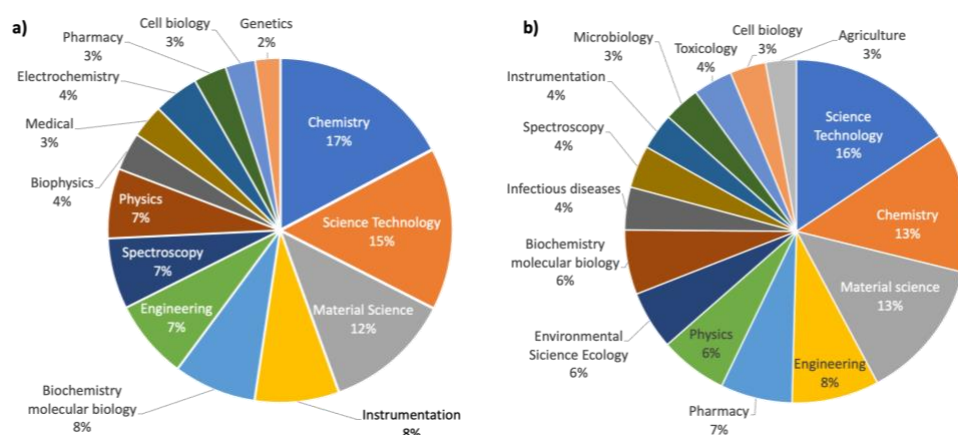 a)
Chemistry
17%
Science Technology
15%
Material Science
12%
Instrumentation
8%
Biochemistry
molecular biology
8%
Engineering
7%
Spectroscopy
7%
Physics
7%
Biophysics
4%
Medical
3%
Electrochemistry
4%
Pharmacy
3%
Cell biology
3%
Genetics
2%
b)
Science
Technology
16%
Chemistry
13%
Material science
13%
Engineering
8%
Pharmacy
7%
Physics
6%
Environmental
Sicience Ecology
6%
Biochemistry
molecular biology
6%
Infectious diseases
4%
Spectroscopy
4%
Instrumentation
4%
Microbiology
3%
Toxicology
4%
Cell biology
3%
Agriculture
3%